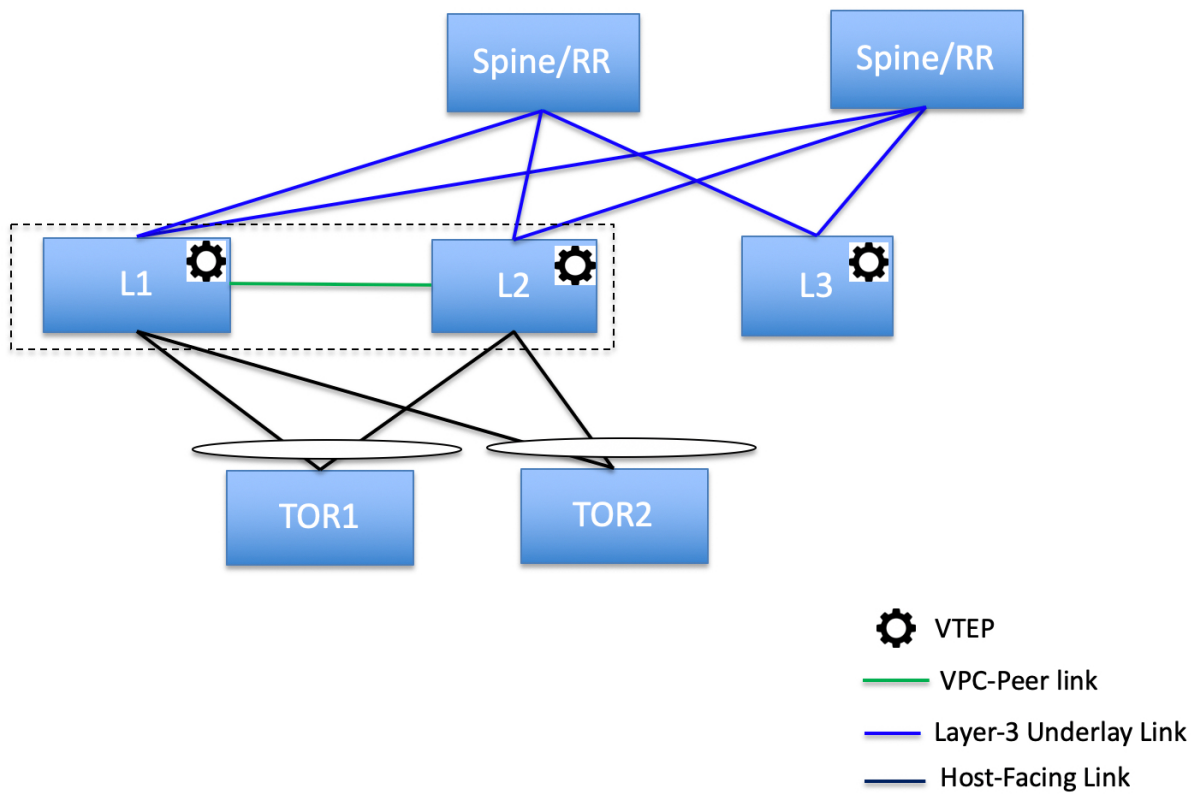 Spine/RR
Spine/RR
L1
L2
L3
TOR1
TOR2
VTEP
VPC-Peer link
Layer-3 Underlay Link
Host-Facing Link